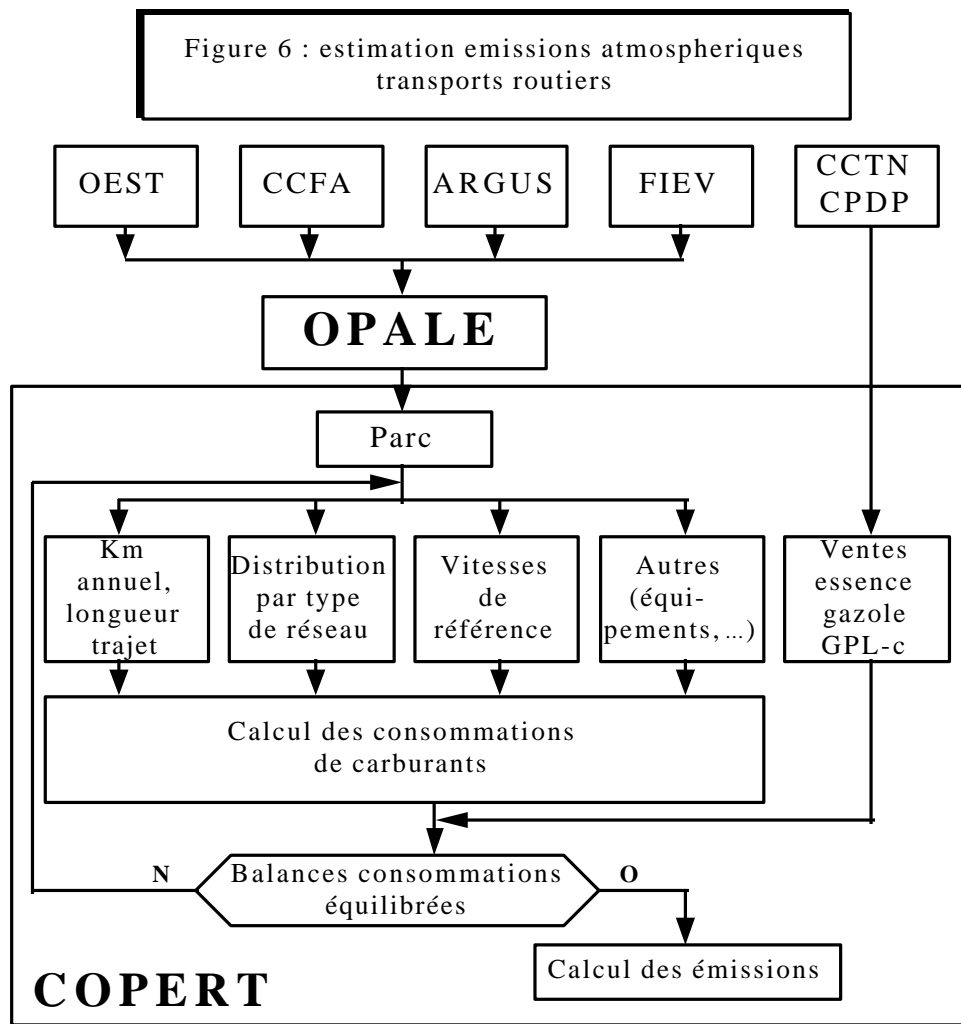 Figure 6 : estimation emissions atmospheriques
transports routiers
OEST
CCFA
ARGUS
FIEV
CCTN
CPDP
OPALE
Parc
Km
annuel,
longueur
trajet
Distribution
par type
de réseau
Vitesses
de
référence
Autres
(équi-
pements, ...)
Ventes
essence
gazole
GPL-c
Calcul des consommations
de carburants
N
Balances consommations
équilibrées
O
Calcul des émissions
COPERT